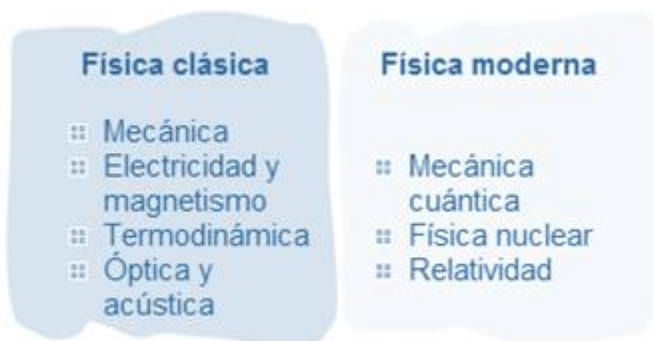 Física clásica
Mecánica
Electricidad y
magnetismo
Termodinámica
Óptica y
acústica
Física moderna
Mecánica
cuántica
Física nuclear
Relatividad